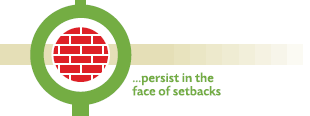 ...persist in the
face of setbacks